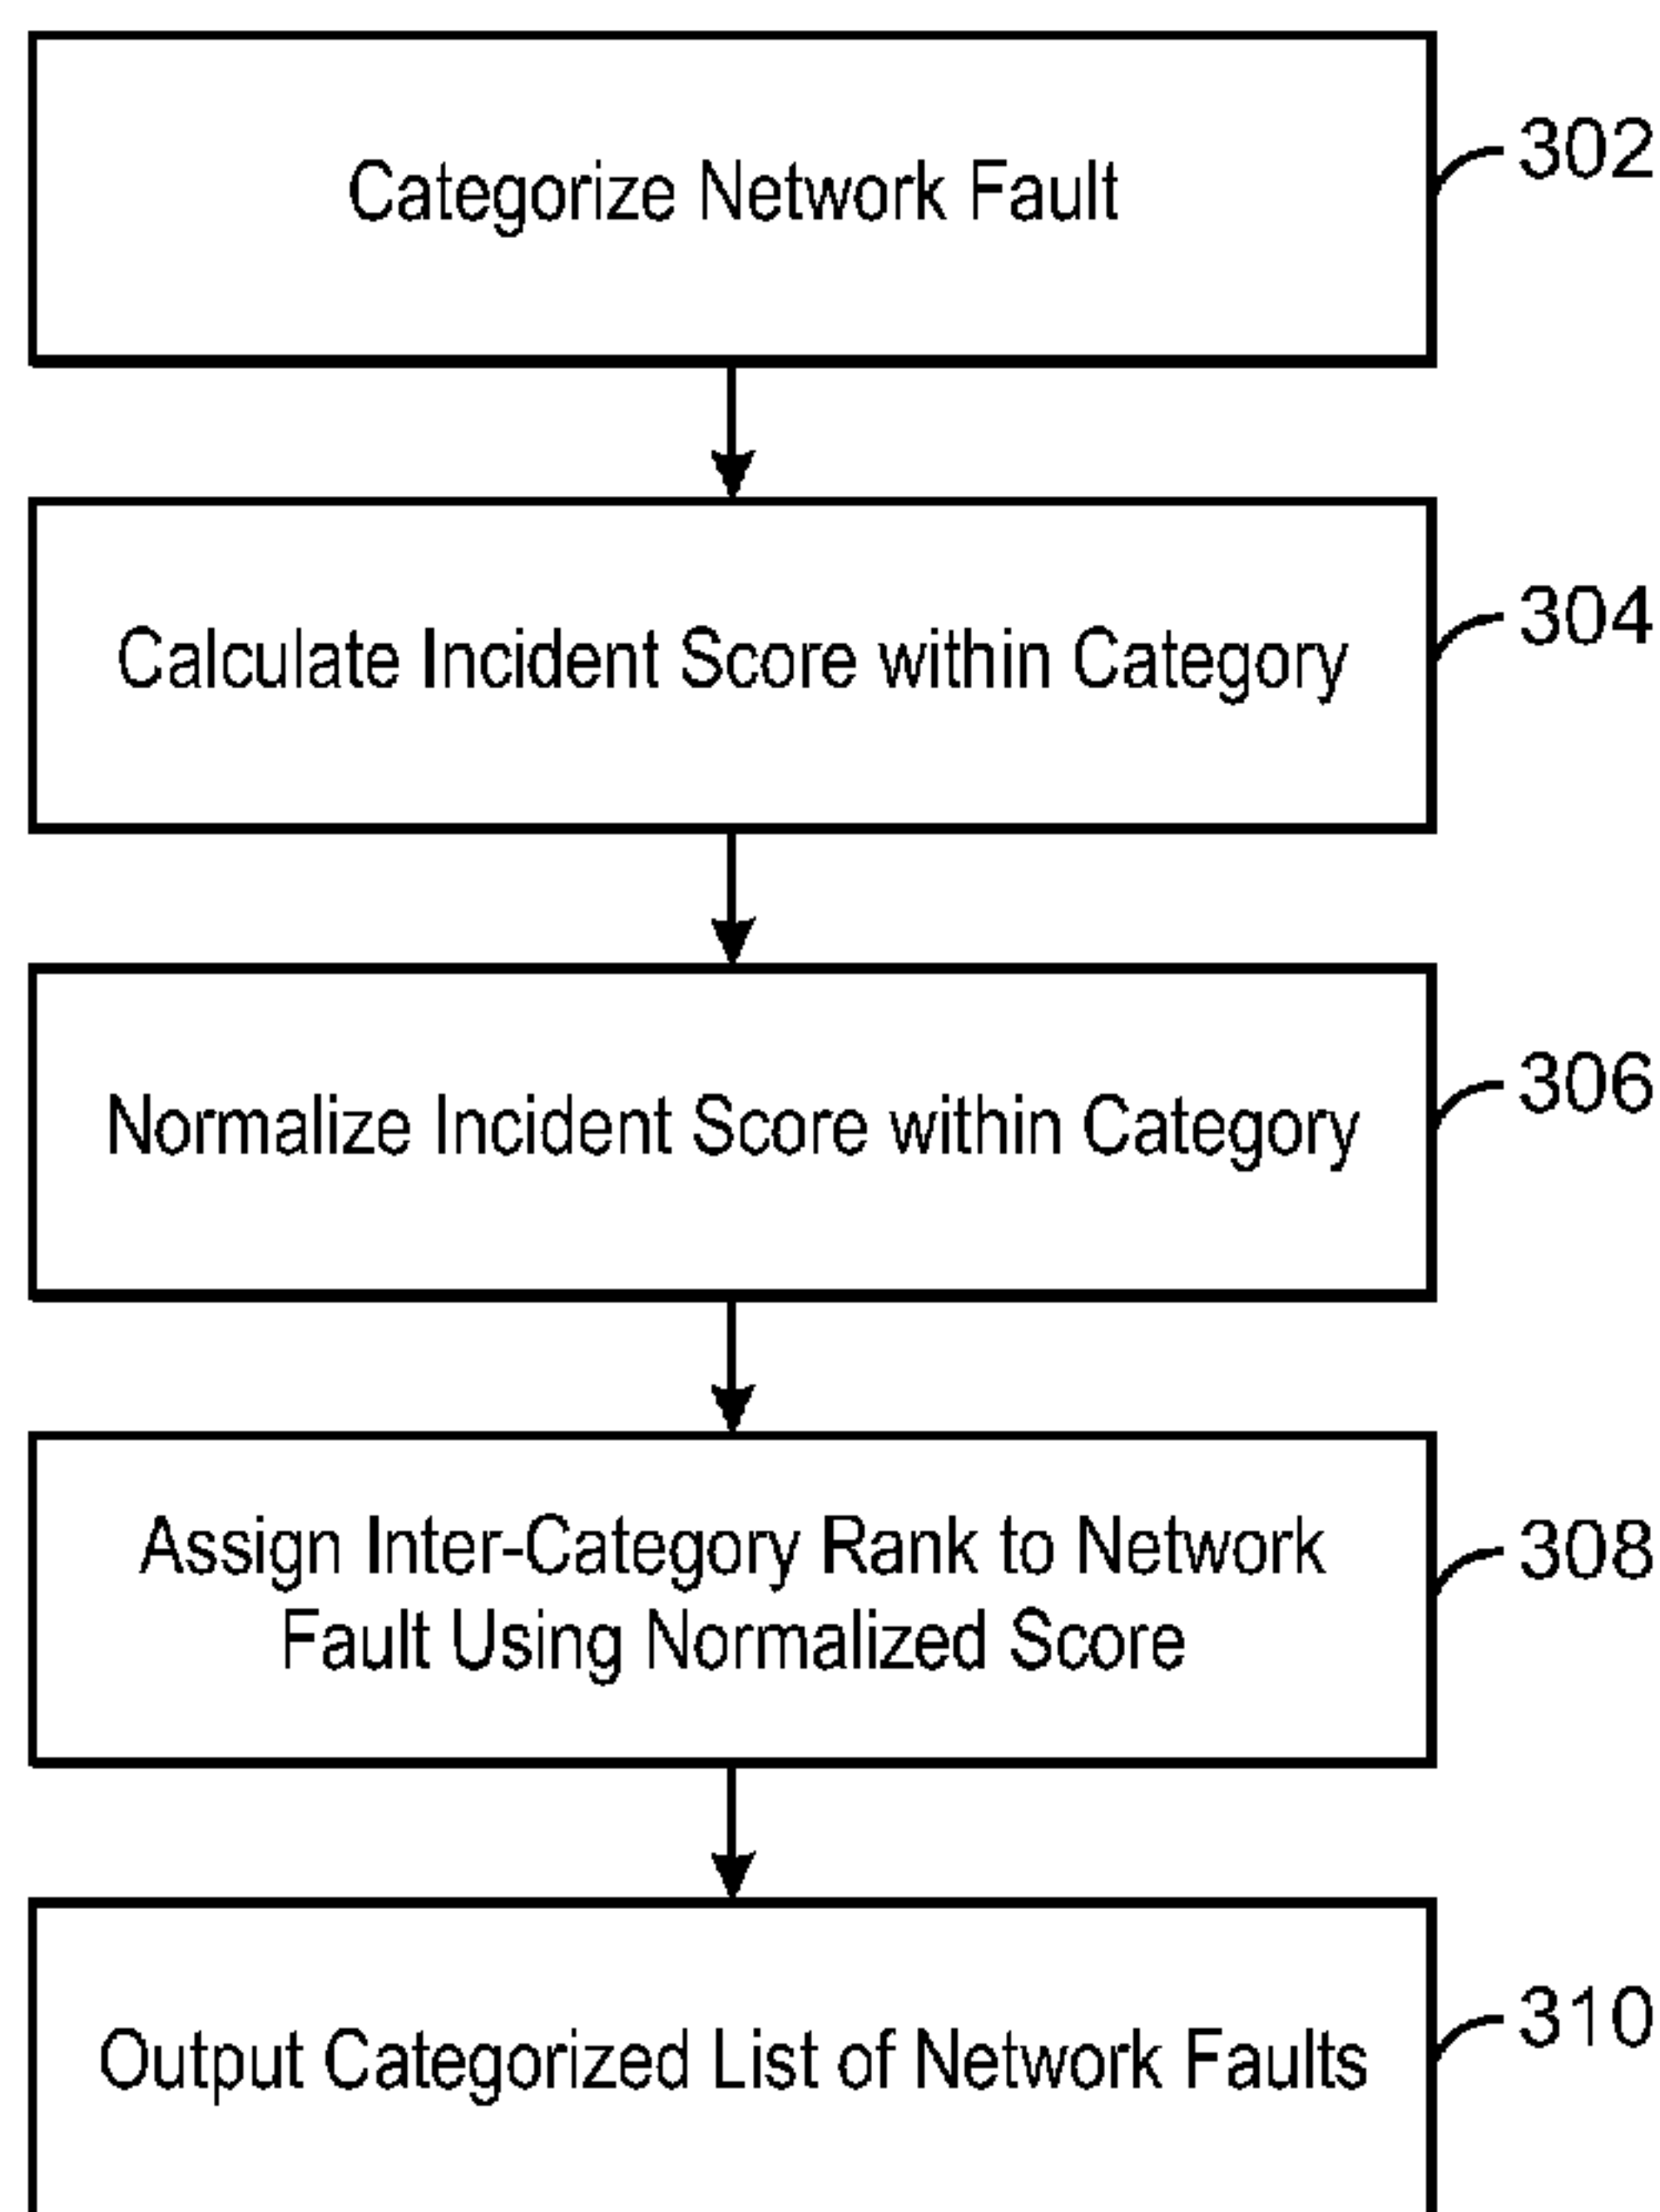 Categorize Network Fault
302
Calculate Incident Score within Category
304
Normalize Incident Score within Category
306
Assign Inter-Category Rank to Network
Fault Using Normalized Score
308
Output Categorized List of Network Faults
310